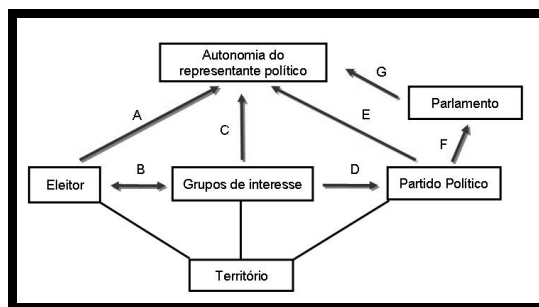 Autonomia do
representante político
G
Parlamento
A
C
E
F
B
D
Eleitor
Grupos de interesse
Partido Político
Território